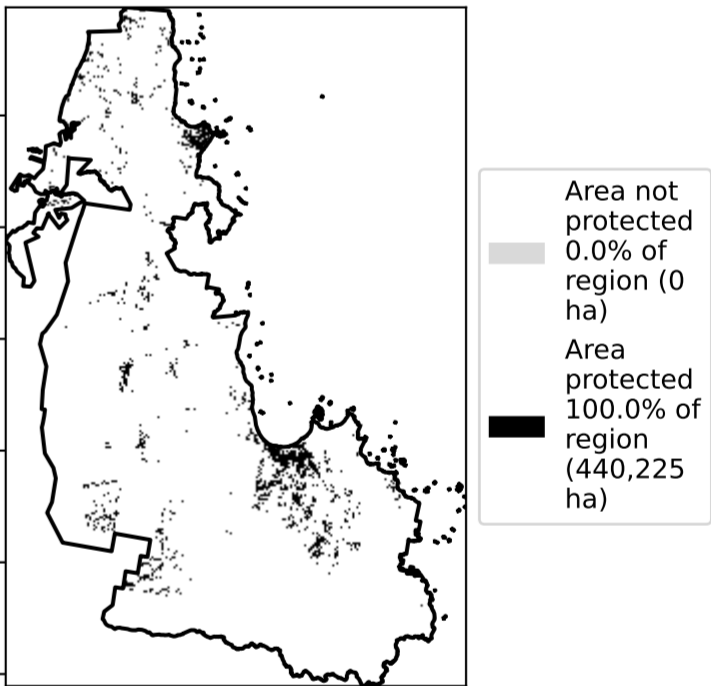 Area not
protected
0.0% of
region (0
ha)
Area
protected
100.0% of
region
(440,225
ha)